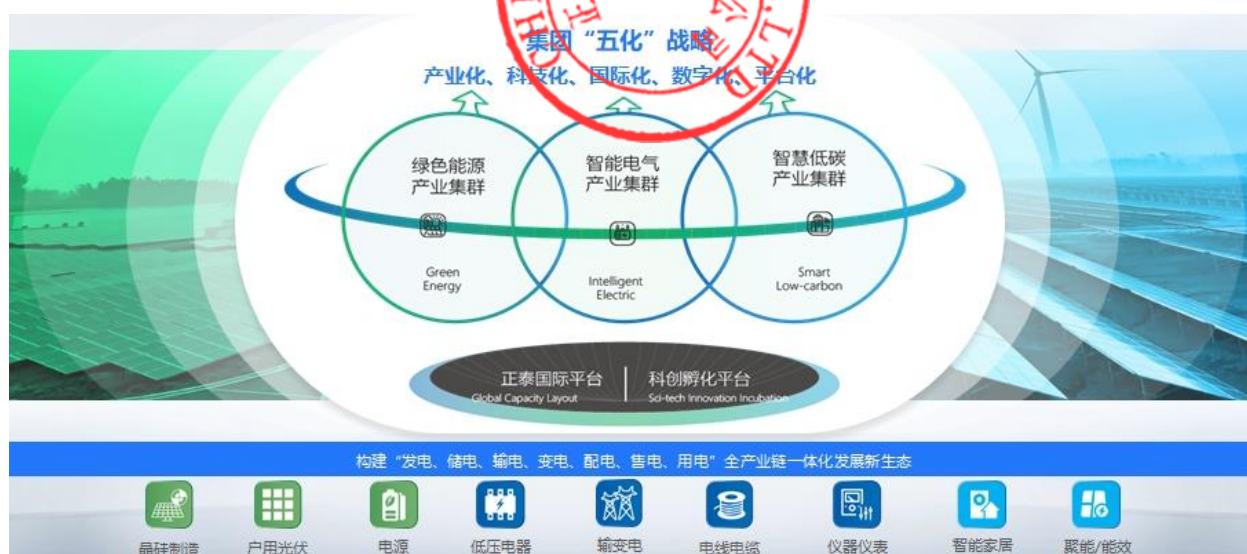 集团“五化”战略
产业化、科技化、国际化、数字化、平台化
绿色能源
产业集群
Green
Energy
智能电气
产业集群
Intelligent
Electric
智慧低碳
产业集群
Smart
Low-carbon
正泰国际平台
Global Capacity Layout
科创孵化平台
Sci-tech Innovation Incubation
构建“发电、储电、输电、变电、配电、售电、用电”全产业链一体化发展新生态
晶硅制造
户用光伏
电源
低压电器
输变电
电线电缆
仪器仪表
智能家居
聚能/能效